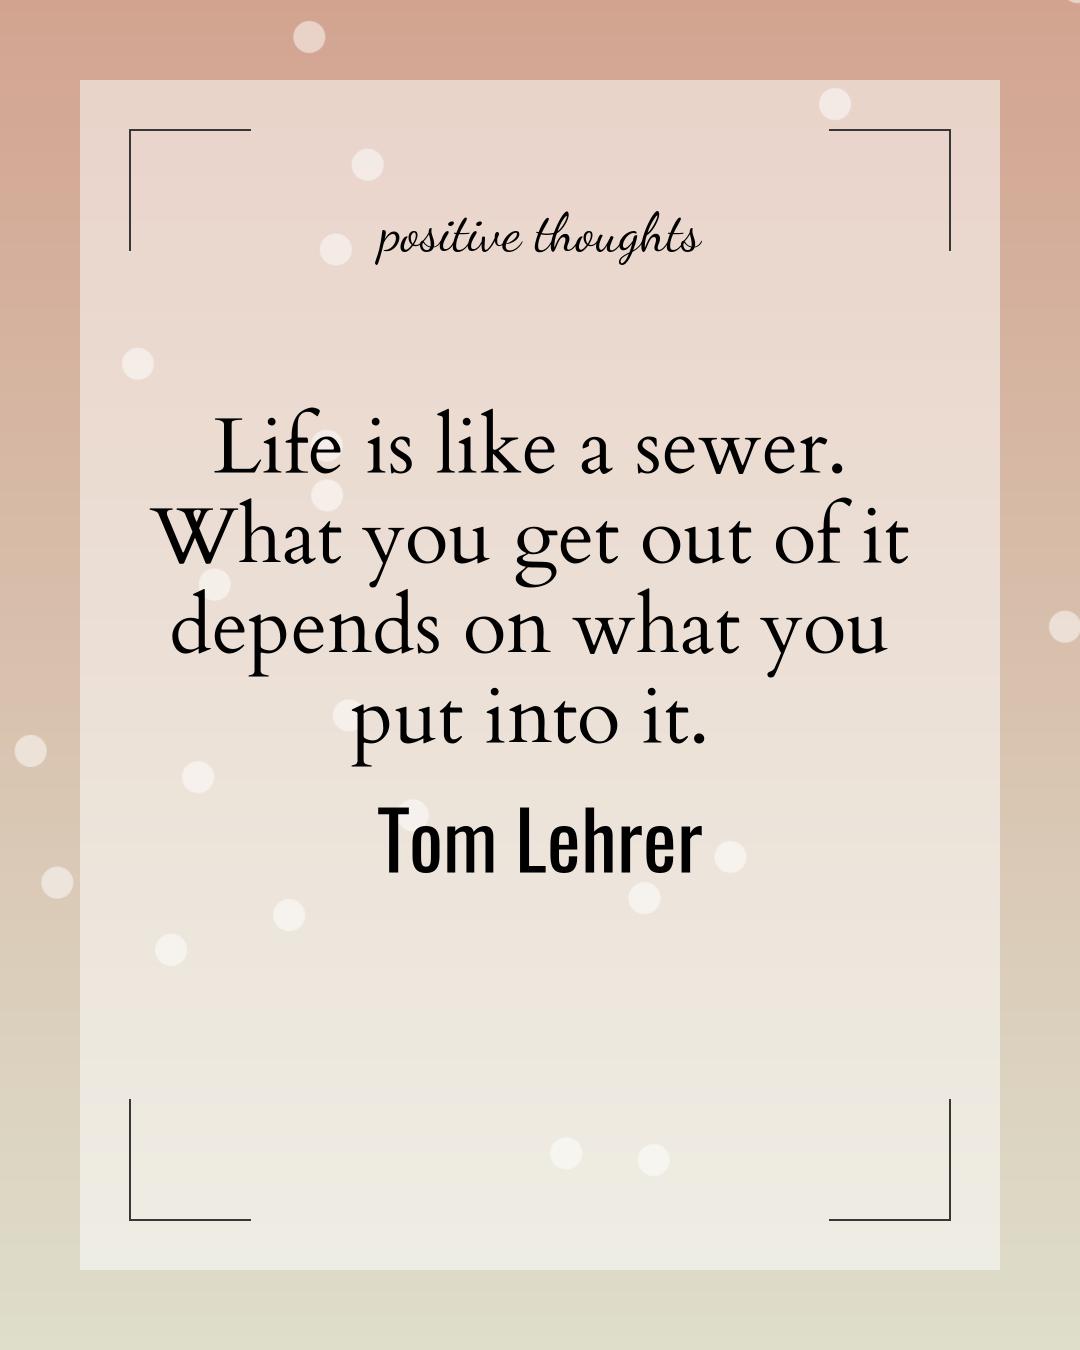 positive thoughts
Life is like a sewer.
What you get out of it
depends on what you
put into it.
Tom Lehrer